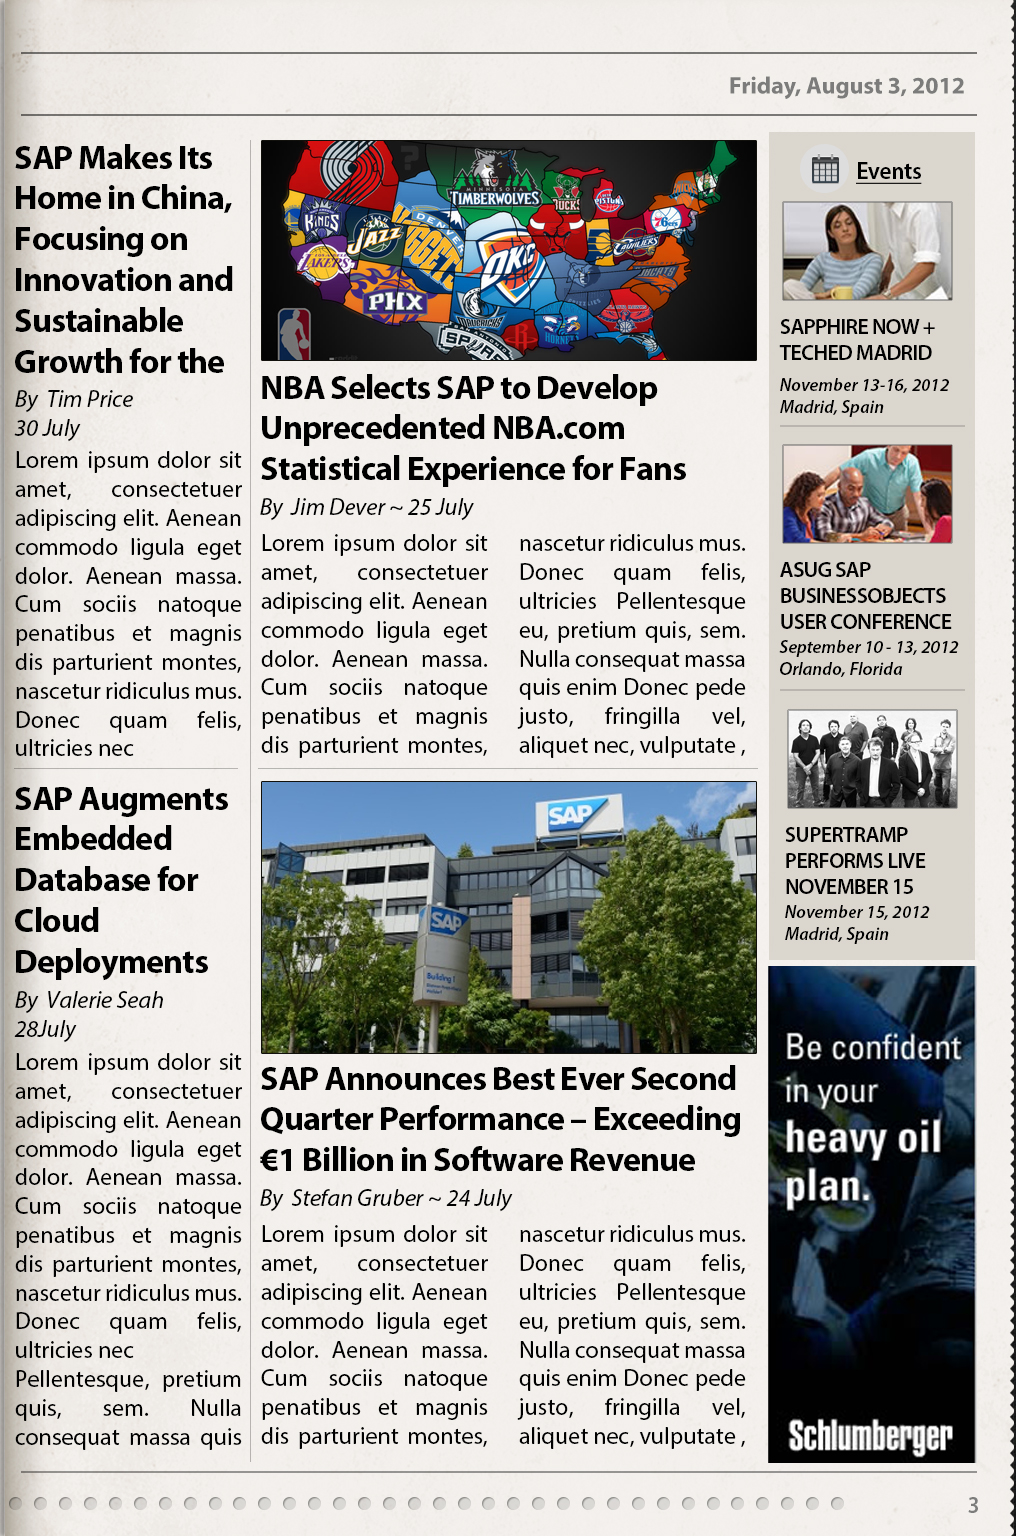 Friday, August 3, 2012
SAP Makes Its
Home in China,
Focusing on
Innovation and
Sustainable
Growth for the
By Tim Price
30 July
Lorem ipsum dolor sit
amet, consectetuer
adipiscing elit. Aenean
commodo ligula eget
dolor. Aenean massa.
Cum sociis natoque
penatibus et magnis
dis parturient montes,
nascetur ridiculus mus.
Donec quam felis,
ultricies nec
SAP Augments
Embedded
Database for
Cloud
Deployments
By Valerie Seah
28July
Lorem ipsum dolor sit
amet, consectetuer
adipiscing elit. Aenean
commodo ligula eget
dolor. Aenean massa.
Cum sociis natoque
penatibus et magnis
dis parturient montes,
nascetur ridiculus mus.
Donec quam felis,
ultricies nec
Pellentesque, pretium
quis, sem. Nulla
consequat massa quis
MINNESOTA
TIMBERWOLVES
BUCKS
PISTONS
KNICKS
76ers
KINGS
JAZZ
DENVER
NUGGETS
OKC
CAVALIERS
LAKERS
BOBCATS
PHX
MAVERICKS
SPURS
HORNETS
NBA Selects SAP to Develop
Unprecedented NBA.com
Statistical Experience for Fans
By Jim Dever ~ 25 July
Lorem ipsum dolor sit
amet, consectetuer
adipiscing elit. Aenean
commodo ligula eget
dolor. Aenean massa.
Cum sociis natoque
penatibus et magnis
dis parturient montes,
nascetur ridiculus mus.
Donec quam felis,
ultricies Pellentesque
eu, pretium quis, sem.
Nulla consequat massa
quis enim Donec pede
justo, fringilla vel,
aliquet nec, vulputate ,
SAP
SAP
Building 1
SAP Announces Best Ever Second
Quarter Performance – Exceeding
€1 Billion in Software Revenue
By Stefan Gruber ~ 24 July
Lorem ipsum dolor sit
amet, consectetuer
adipiscing elit. Aenean
commodo ligula eget
dolor. Aenean massa.
Cum sociis natoque
penatibus et magnis
dis parturient montes,
nascetur ridiculus mus.
Donec quam felis,
ultricies Pellentesque
eu, pretium quis, sem.
Nulla consequat massa
quis enim Donec pede
justo, fringilla vel,
aliquet nec, vulputate ,
Events
SAPPHIRE NOW +
TECHED MADRID
November 13-16, 2012
Madrid, Spain
ASUG SAP
BUSINESSOBJECTS
USER CONFERENCE
September 10 - 13, 2012
Orlando, Florida
SUPERTRAMP
PERFORMS LIVE
NOVEMBER 15
November 15, 2012
Madrid, Spain
Be confident
in your
heavy oil
plan.
Schlumberger
3